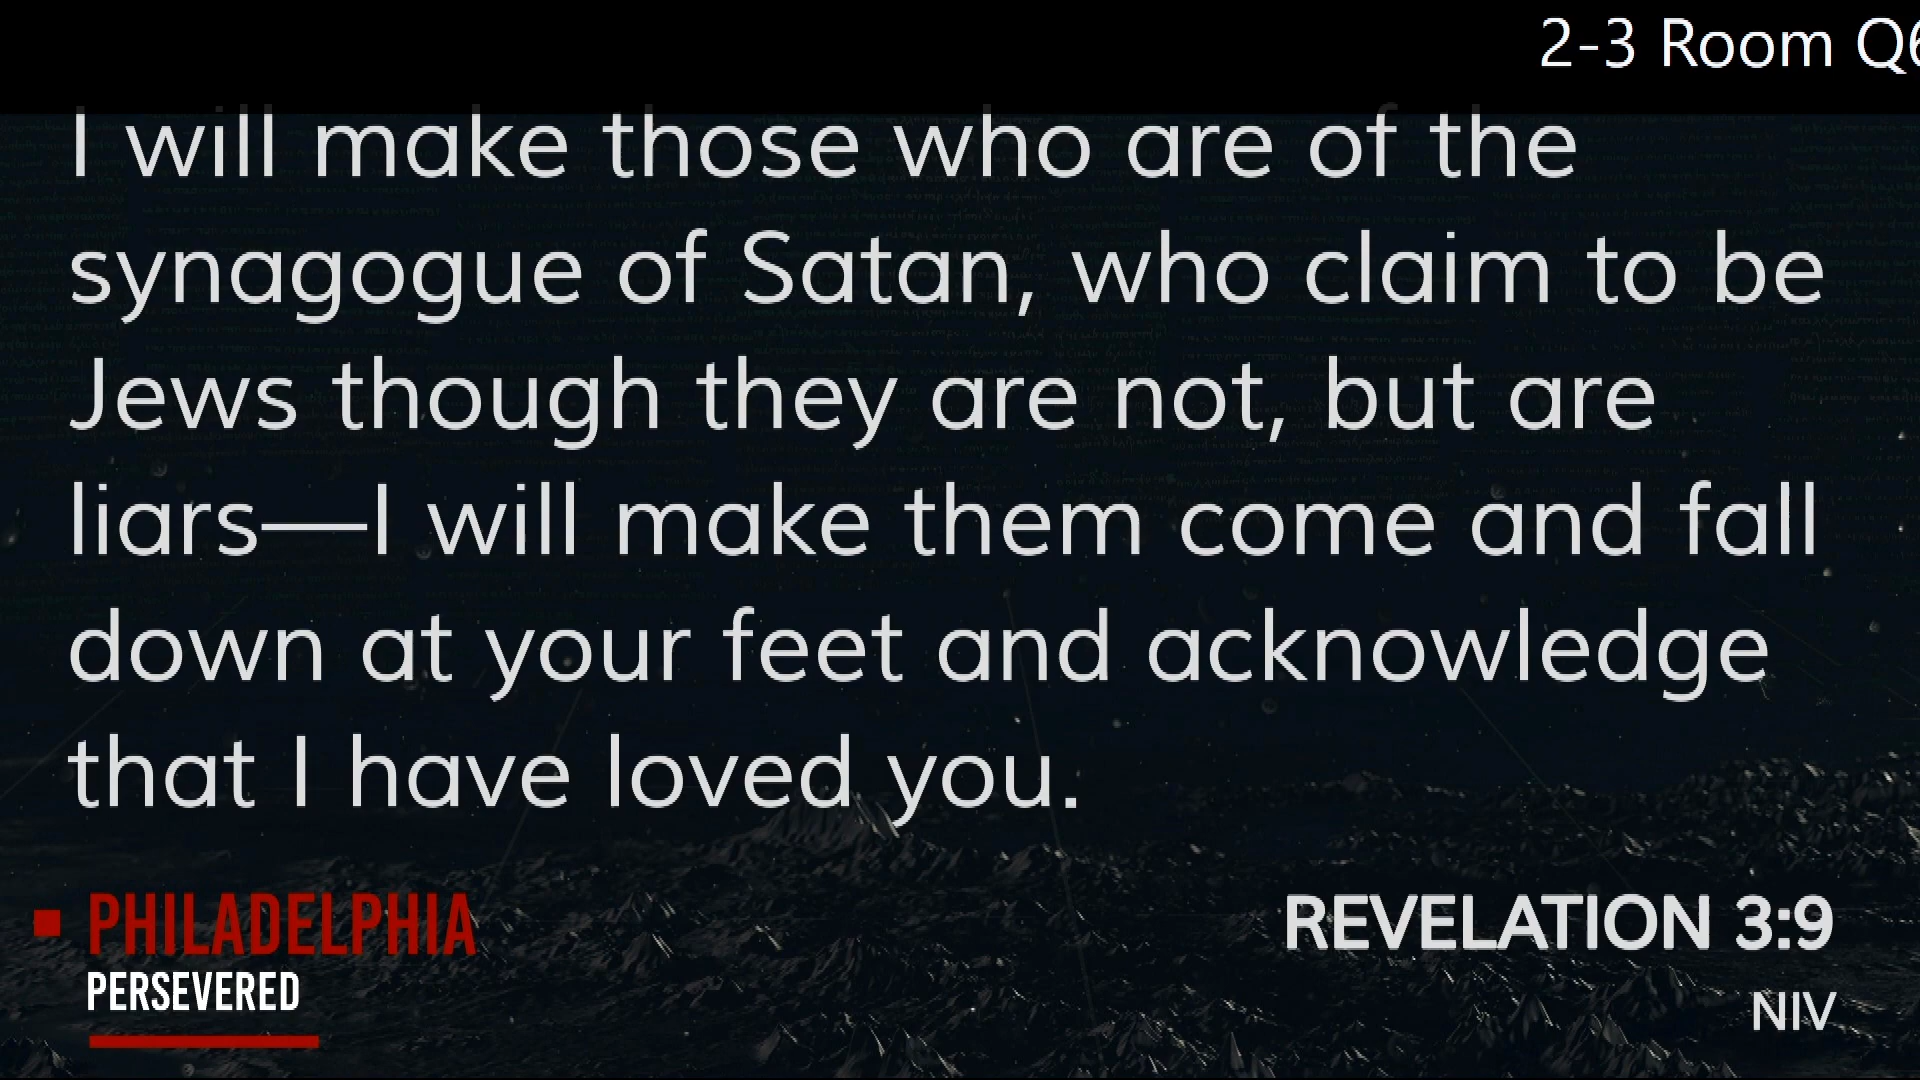 2-3 Room Q6
I will make those who are of the
synagogue of Satan, who claim to be
Jews though they are not, but are
liars—I will make them come and fall
down at your feet and acknowledge
that I have loved you.
PHILADELPHIA
PERSEVERED
REVELATION 3:9
NIV